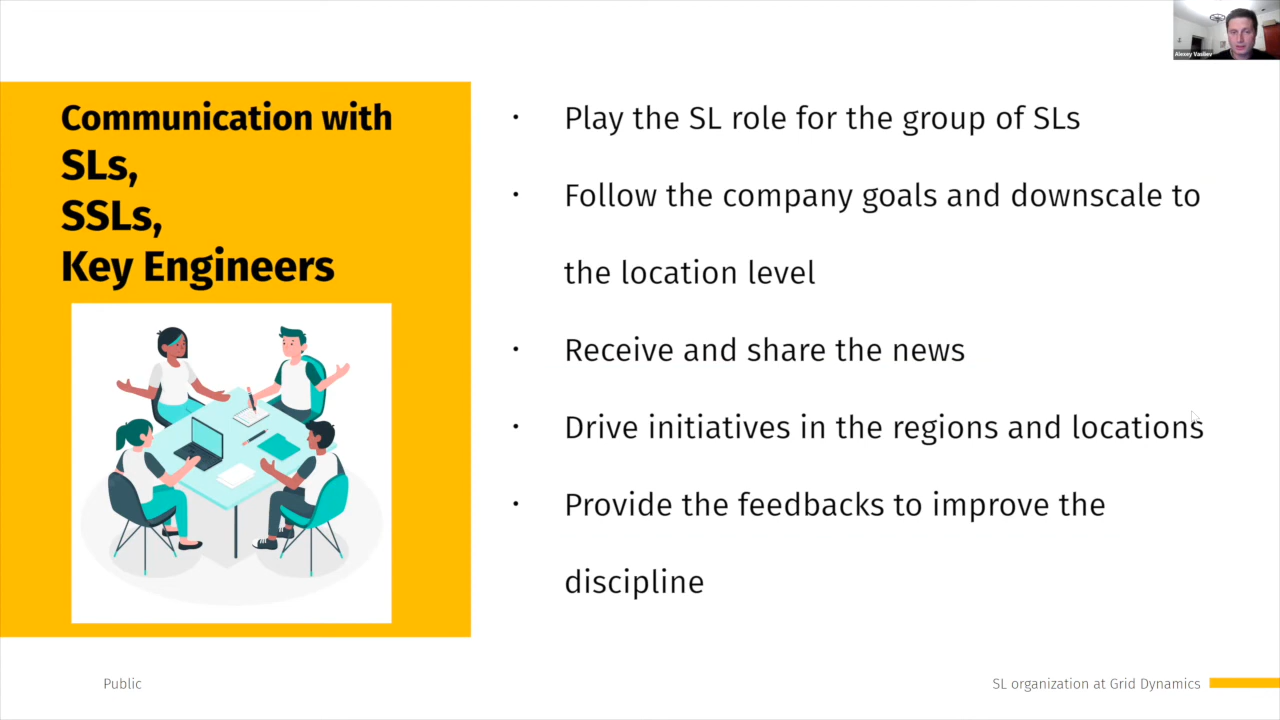 Alexey Vasilev
Communication with
SLs,
SSLs,
Key Engineers
· Play the SL role for the group of SLs
· Follow the company goals and downscale to
the location level
· Receive and share the news
· Drive initiatives in the regions and locations
· Provide the feedbacks to improve the
discipline
Public
SL organization at Grid Dynamics